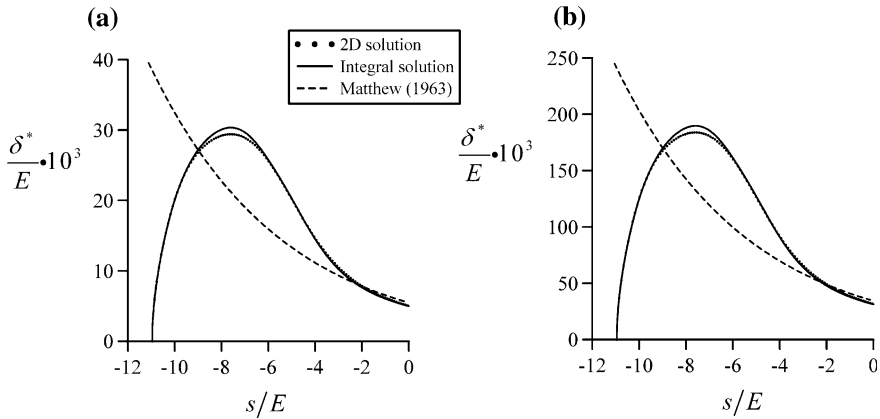 (a)
(b)
2D solution
Integral solution
Matthew (1963)
40
30
20
10
0
δ*/E •10³
-12 -10 -8 -6 -4 -2 0
s/E
250
200
150
100
50
0
δ*/E •10³
-12 -10 -8 -6 -4 -2 0
s/E